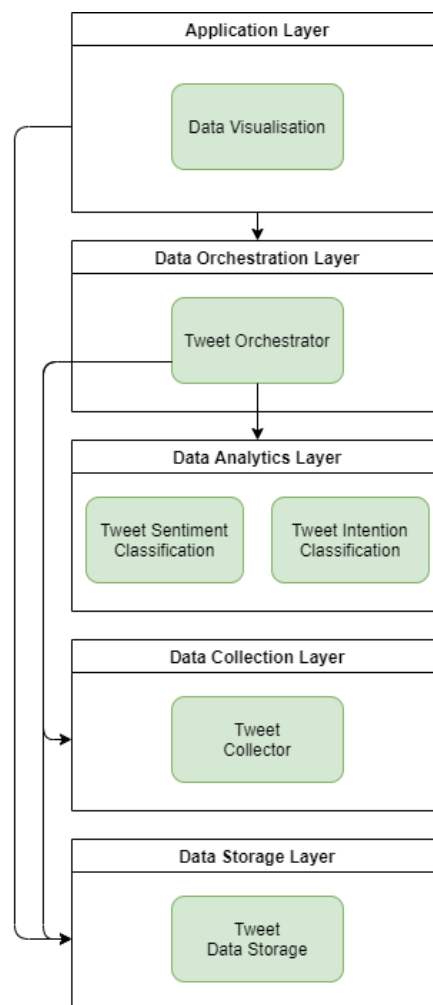 Application Layer
Data Visualisation
Data Orchestration Layer
Tweet Orchestrator
Data Analytics Layer
Tweet Sentiment
Classification
Tweet Intention
Classification
Data Collection Layer
Tweet
Collector
Data Storage Layer
Tweet
Data Storage